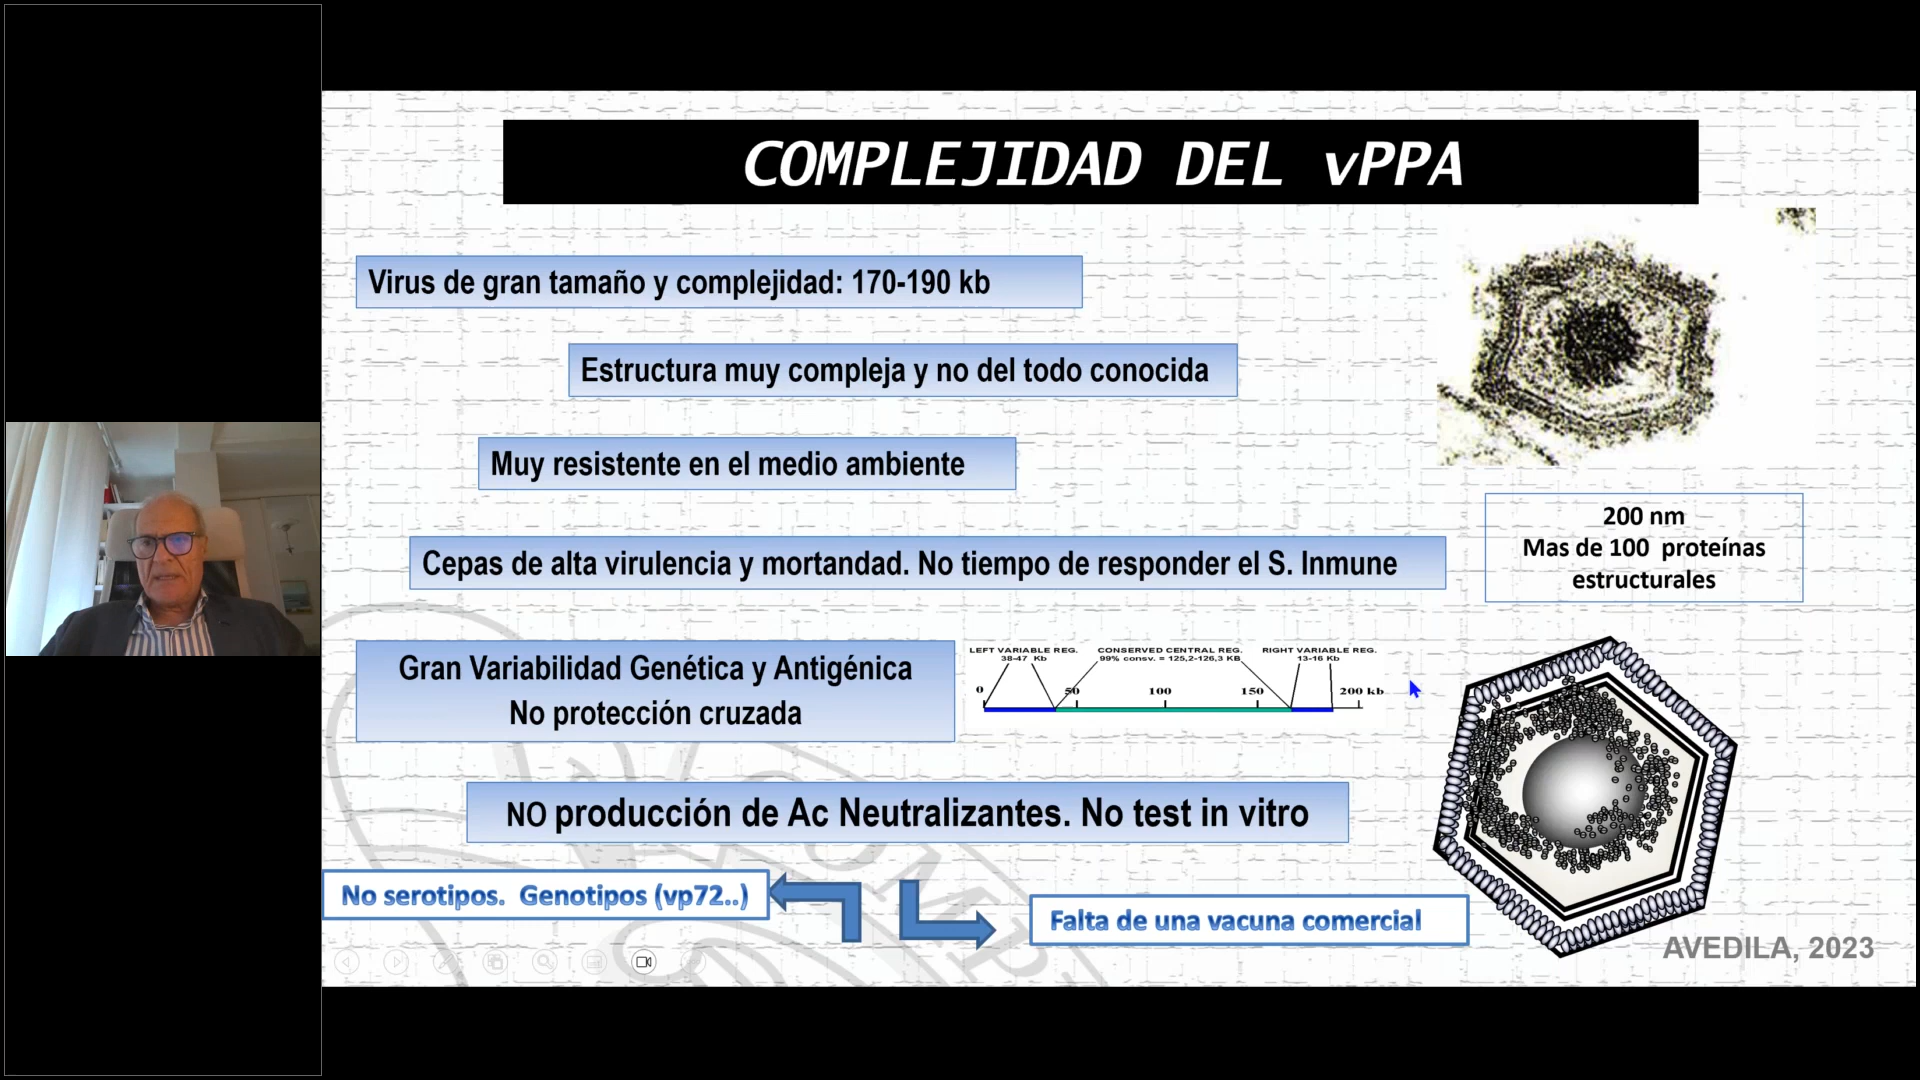 COMPLEJIDAD DEL vPPA
Virus de gran tamaño y complejidad: 170-190 kb
Estructura muy compleja y no del todo conocida
Muy resistente en el medio ambiente
200 nm
Mas de 100 proteínas
estructurales
Cepas de alta virulencia y mortandad. No tiempo de responder el S. Inmune
Gran Variabilidad Genética y Antigénica
No protección cruzada
LEFT VARIABLE REG.
38-47 Kb
CONSERVED CENTRAL REG.
99% consv. = 125,2-126,3 KB
RIGHT VARIABLE REG.
13-16 Kb
0 50 100 150 200 kb
NO producción de Ac Neutralizantes. No test in vitro
No serotipos. Genotipos (vp72..)
Falta de una vacuna comercial
AVEDILA, 2023